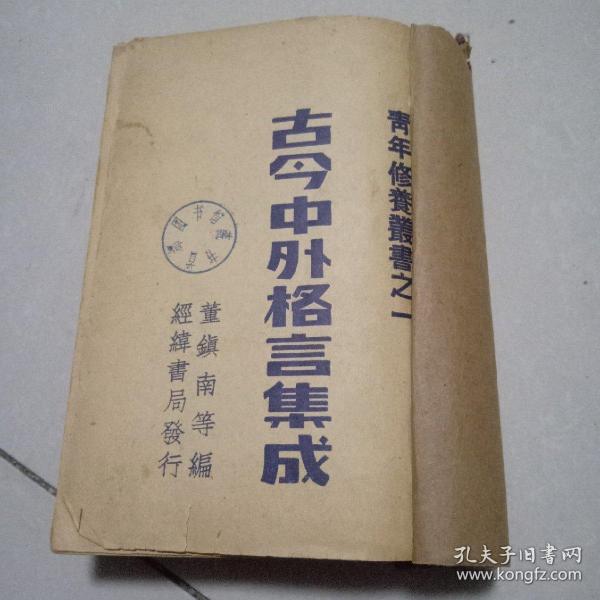 青年修養叢書之一
古今中外格言集成
董鎮南等編
經緯書局發行
孔夫子旧书网
www.kongfz.com